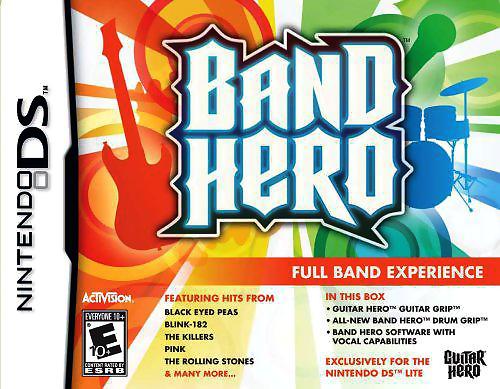 NINTENDO DS™
BAND
HERO
™
FULL BAND EXPERIENCE
ACTIVISION
EVERYONE 10+
E
10+
CONTENT RATED BY
ESRB
FEATURING HITS FROM
BLACK EYED PEAS
BLINK-182
THE KILLERS
PINK
THE ROLLING STONES
& MANY MORE...
IN THIS BOX
• GUITAR HERO™ GUITAR GRIP™
• ALL-NEW BAND HERO™ DRUM GRIP™
• BAND HERO SOFTWARE WITH
VOCAL CAPABILITIES
EXCLUSIVELY FOR THE
NINTENDO DS™ LITE
GUITAR
HERO